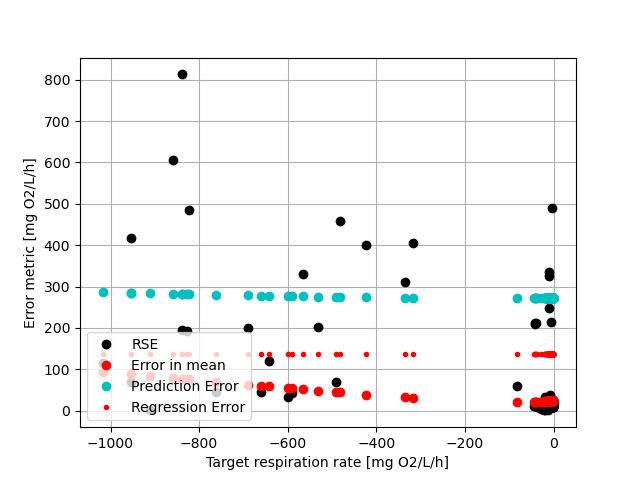 800
700
600
500
400
300
200
100
0
Error metric [mg O2/L/h]
RSE
Error in mean
Prediction Error
Regression Error
−1000 −800 −600 −400 −200 0
Target respiration rate [mg O2/L/h]